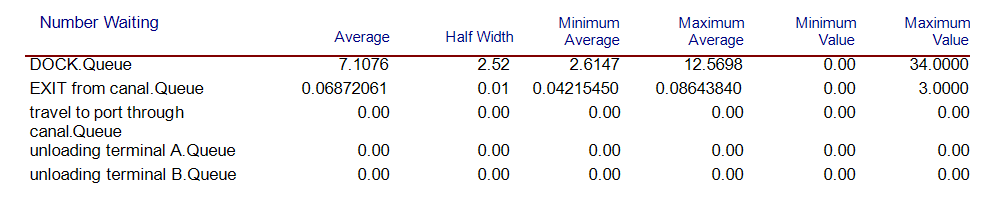 Number Waiting Average Half Width Minimum Average Maximum Average Minimum Value Maximum Value
DOCK.Queue 7.1076 2.52 2.6147 12.5698 0.00 34.0000
EXIT from canal.Queue 0.06872061 0.01 0.04215450 0.08643840 0.00 3.0000
travel to port through 0.00 0.00 0.00 0.00 0.00 0.00
canal.Queue
unloading terminal A.Queue 0.00 0.00 0.00 0.00 0.00 0.00
unloading terminal B.Queue 0.00 0.00 0.00 0.00 0.00 0.00